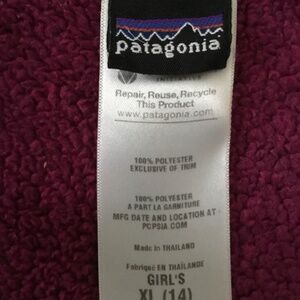 patagonia
INITIATIVE
Repair, Reuse, Recycle
This Product
www.patagonia.com
100% POLYESTER
EXCLUSIVE OF TRIM
100% POLYESTER
A PART LA GARNITURE
MFG DATE AND LOCATION AT
PCPSIA.COM
Made in THAILAND
Fabriqué EN THAÏLANDE
GIRL'S
XL (14)